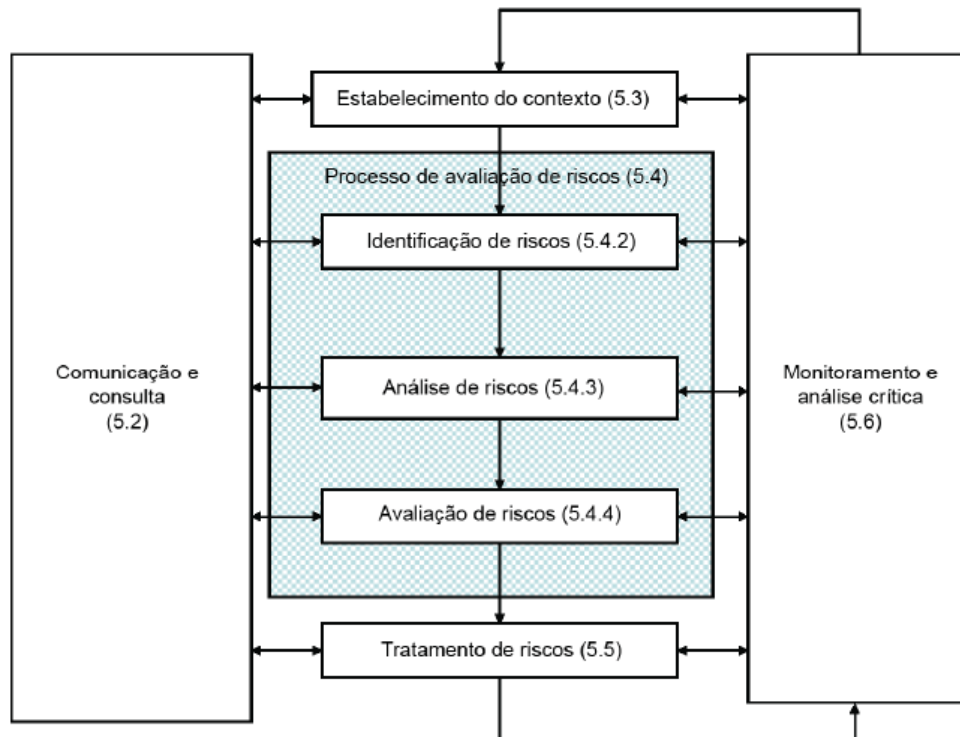 Estabelecimento do contexto (5.3)
Processo de avaliação de riscos (5.4)
Identificação de riscos (5.4.2)
Comunicação e
consulta
(5.2)
Análise de riscos (5.4.3)
Monitoramento e
análise crítica
(5.6)
Avaliação de riscos (5.4.4)
Tratamento de riscos (5.5)